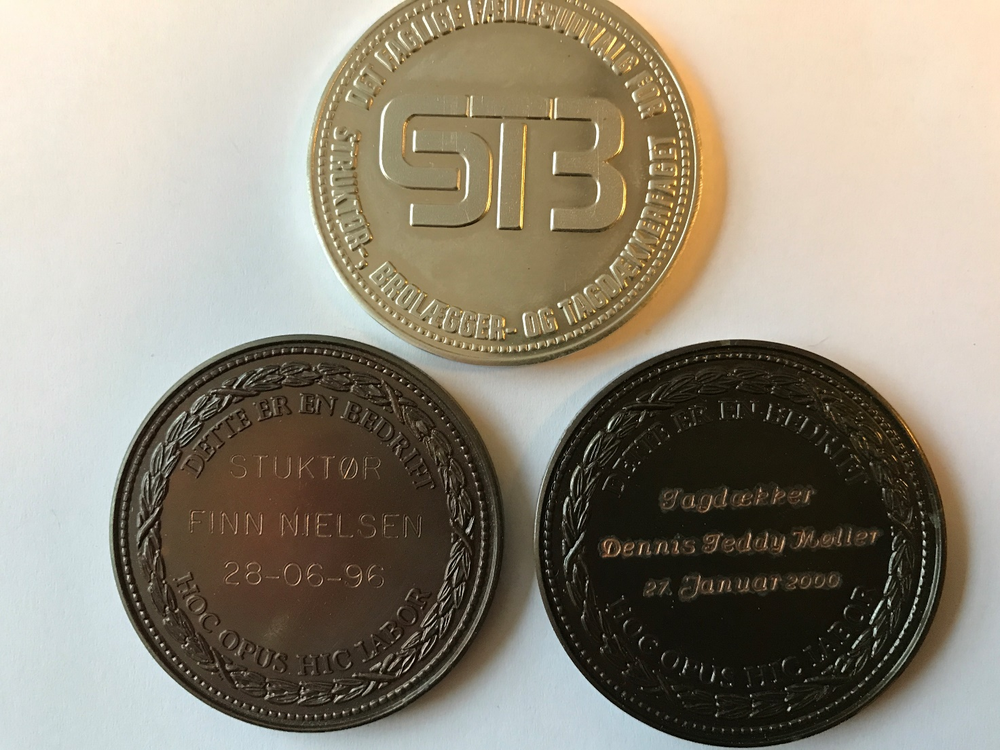 DET FAGLIGE FÆLLESUDVALG FOR
STRUKTØR-, BROLÆGGER- OG TAGDÆKKERFAGET
STB
DETTE ER EN BEDRIFT
STUKTØR
FINN NIELSEN
28-06-96
HOC OPUS HIC LABOR
DETTE ER EN BEDRIFT
Tagdækker
Dennis Teddy Møller
27. Januar 2000
HOC OPUS HIC LABOR